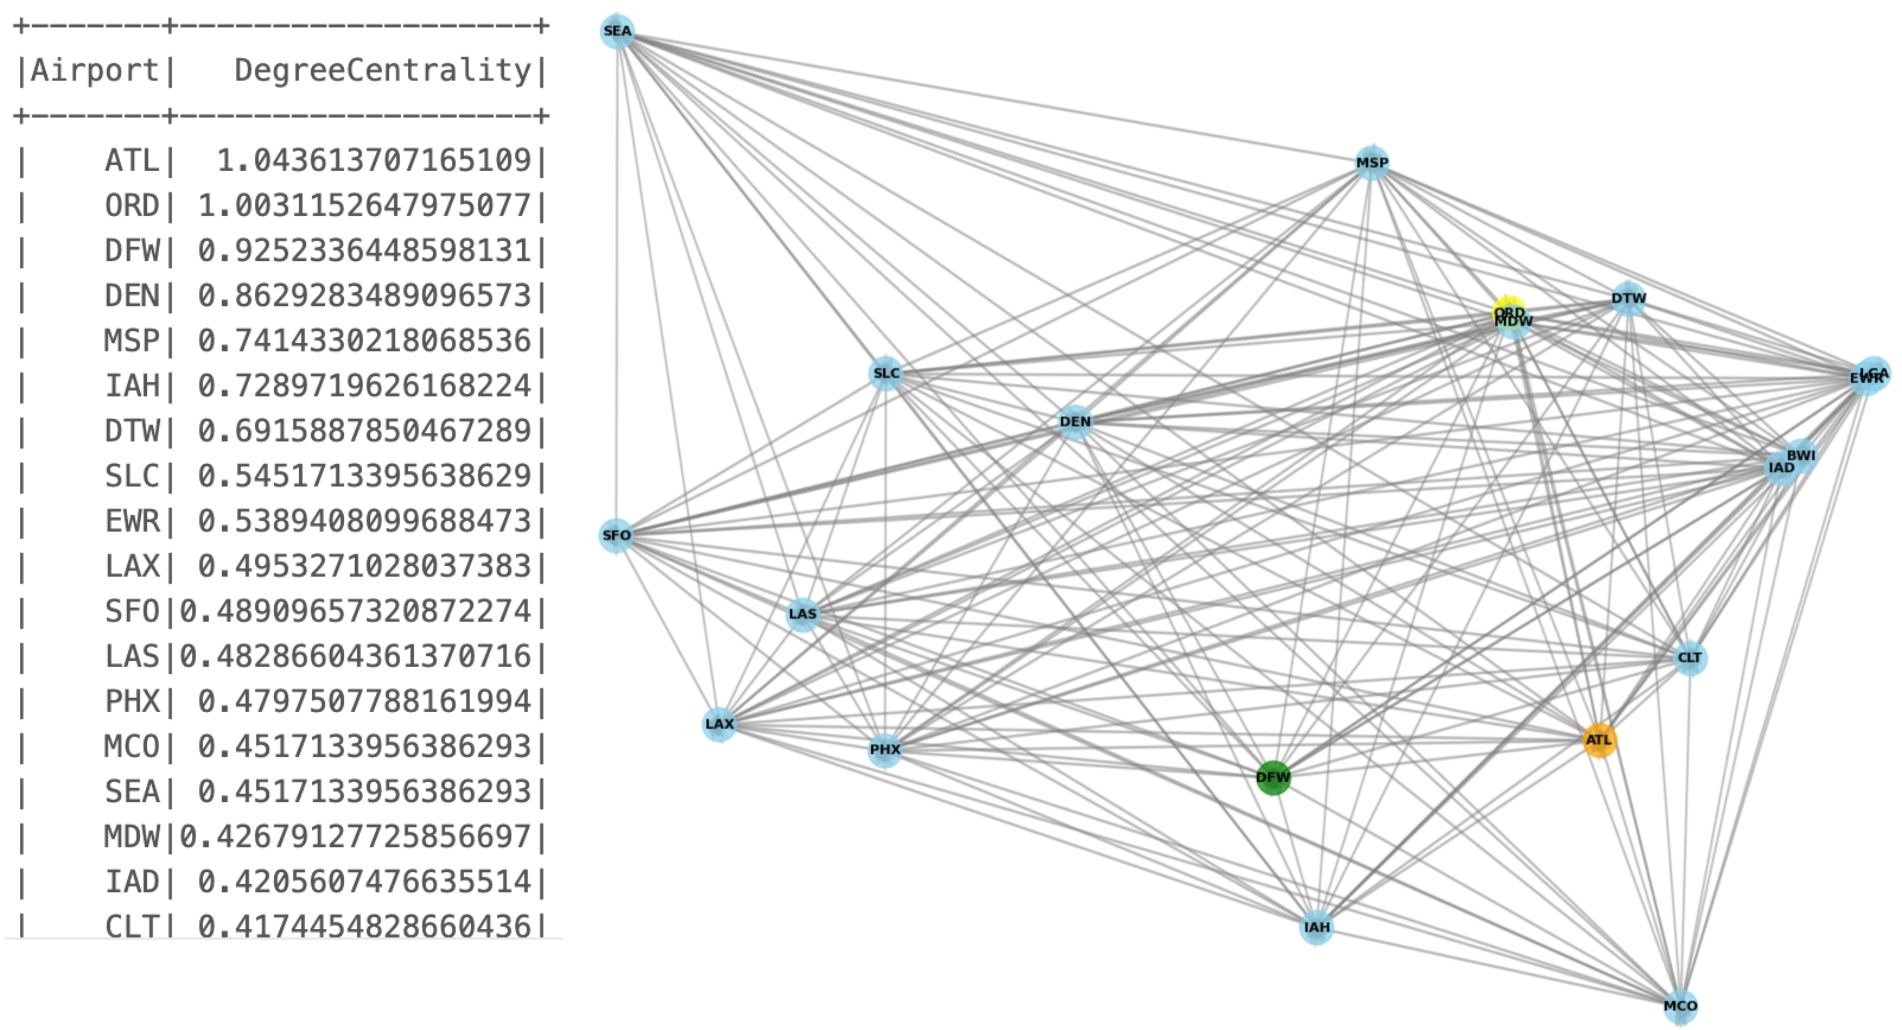 +-------+-------------------+
|Airport|   DegreeCentrality|
+-------+-------------------+
|    ATL|  1.043613707165109|
|    ORD| 1.0031152647975077|
|    DFW| 0.9252336448598131|
|    DEN| 0.8629283489096573|
|    MSP| 0.7414330218068536|
|    IAH| 0.7289719626168224|
|    DTW| 0.6915887850467289|
|    SLC| 0.5451713395638629|
|    EWR| 0.5389408099688473|
|    LAX| 0.4953271028037383|
|    SFO|0.48909657320872274|
|    LAS|0.48286604361370716|
|    PHX| 0.4797507788161994|
|    MCO| 0.4517133956386293|
|    SEA| 0.4517133956386293|
|    MDW|0.42679127725856697|
|    IAD| 0.4205607476635514|
|    CLT| 0.4174454828660436|
SEA
MSP
DTW
ORD
MDW
SLC
LGA
EWR
DEN
BWI
IAD
SFO
LAS
CLT
LAX
ATL
PHX
DFW
IAH
MCO